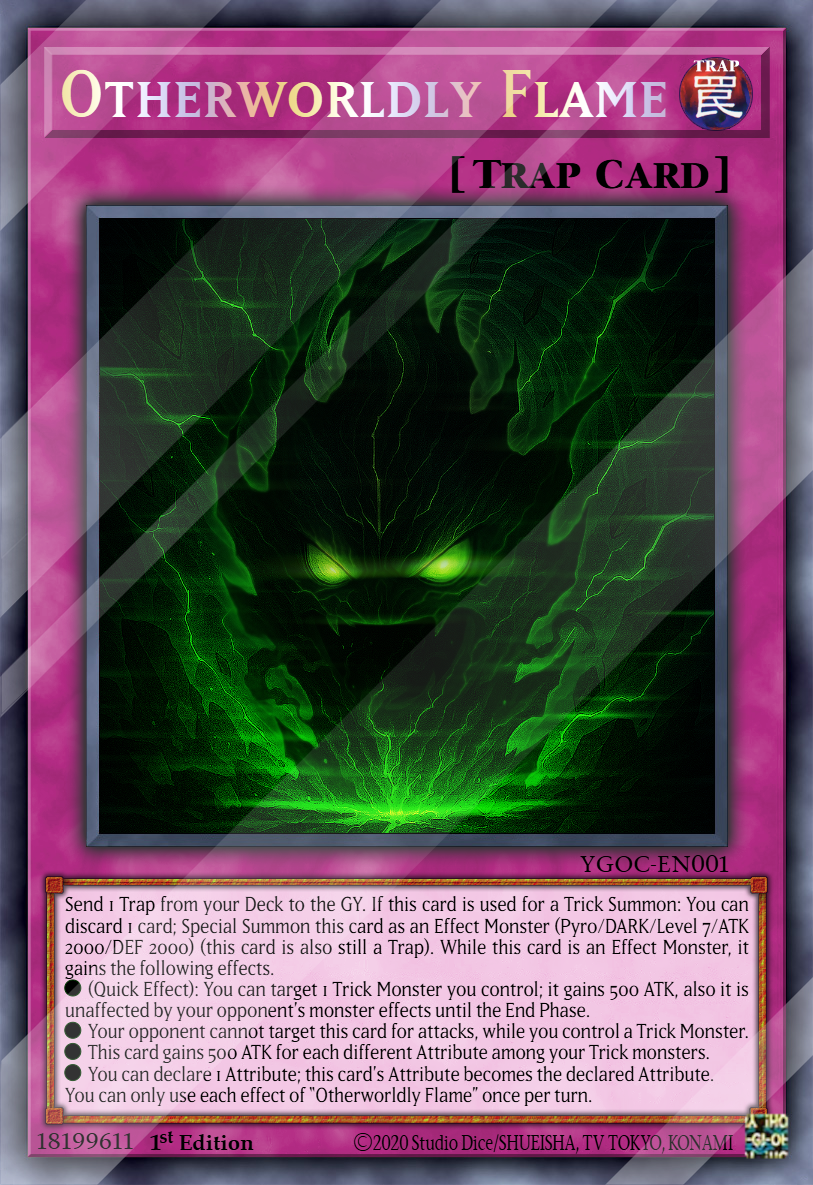 Otherworldly Flame
TRAP
罠
[Trap Card]
YGOC-EN001
Send 1 Trap from your Deck to the GY. If this card is used for a Trick Summon: You can
discard 1 card; Special Summon this card as an Effect Monster (Pyro/DARK/Level 7/ATK
2000/DEF 2000) (this card is also still a Trap). While this card is an Effect Monster, it
gains the following effects.
● (Quick Effect): You can target 1 Trick Monster you control; it gains 500 ATK, also it is
unaffected by your opponent's monster effects until the End Phase.
● Your opponent cannot target this card for attacks, while you control a Trick Monster.
● This card gains 500 ATK for each different Attribute among your Trick monsters.
● You can declare 1 Attribute; this card's Attribute becomes the declared Attribute.
You can only use each effect of "Otherworldly Flame" once per turn.
18199611 1st Edition ©2020 Studio Dice/SHUEISHA, TV TOKYO, KONAMI